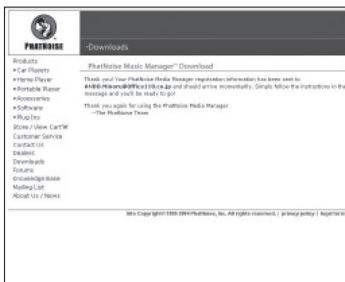 PHATNOISE
•Downloads
Products
• Car Players
• Home Player
• Portable Player
• Accessories
• Software
• Plug Ins
Store / View Cart
Customer Service
Contact Us
Dealers
Downloads
Forums
Knowledge Base
Mailing List
About Us / News
PhatNoise Music Manager™ Download
Thank you! Your PhatNoise Media Manager registration information has been sent to
and should arrive momentarily. Simply follow the instructions in the
message and you'll be ready to go!
Thank you again for using the PhatNoise Media Manager
--The PhatNoise Team
Site Copyright© 1999-2004 PhatNoise, Inc. All rights reserved. | privacy policy | legal terms